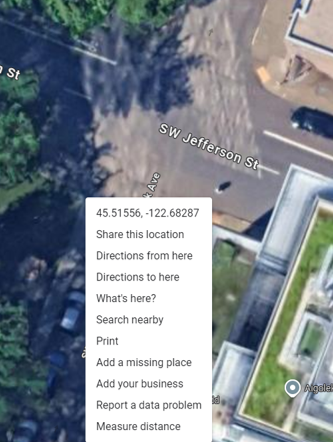 n St
SW Jefferson St
k Ave
45.51556, -122.68287
Share this location
Directions from here
Directions to here
What's here?
Search nearby
Print
Add a missing place
Add your business
Report a data problem
Measure distance